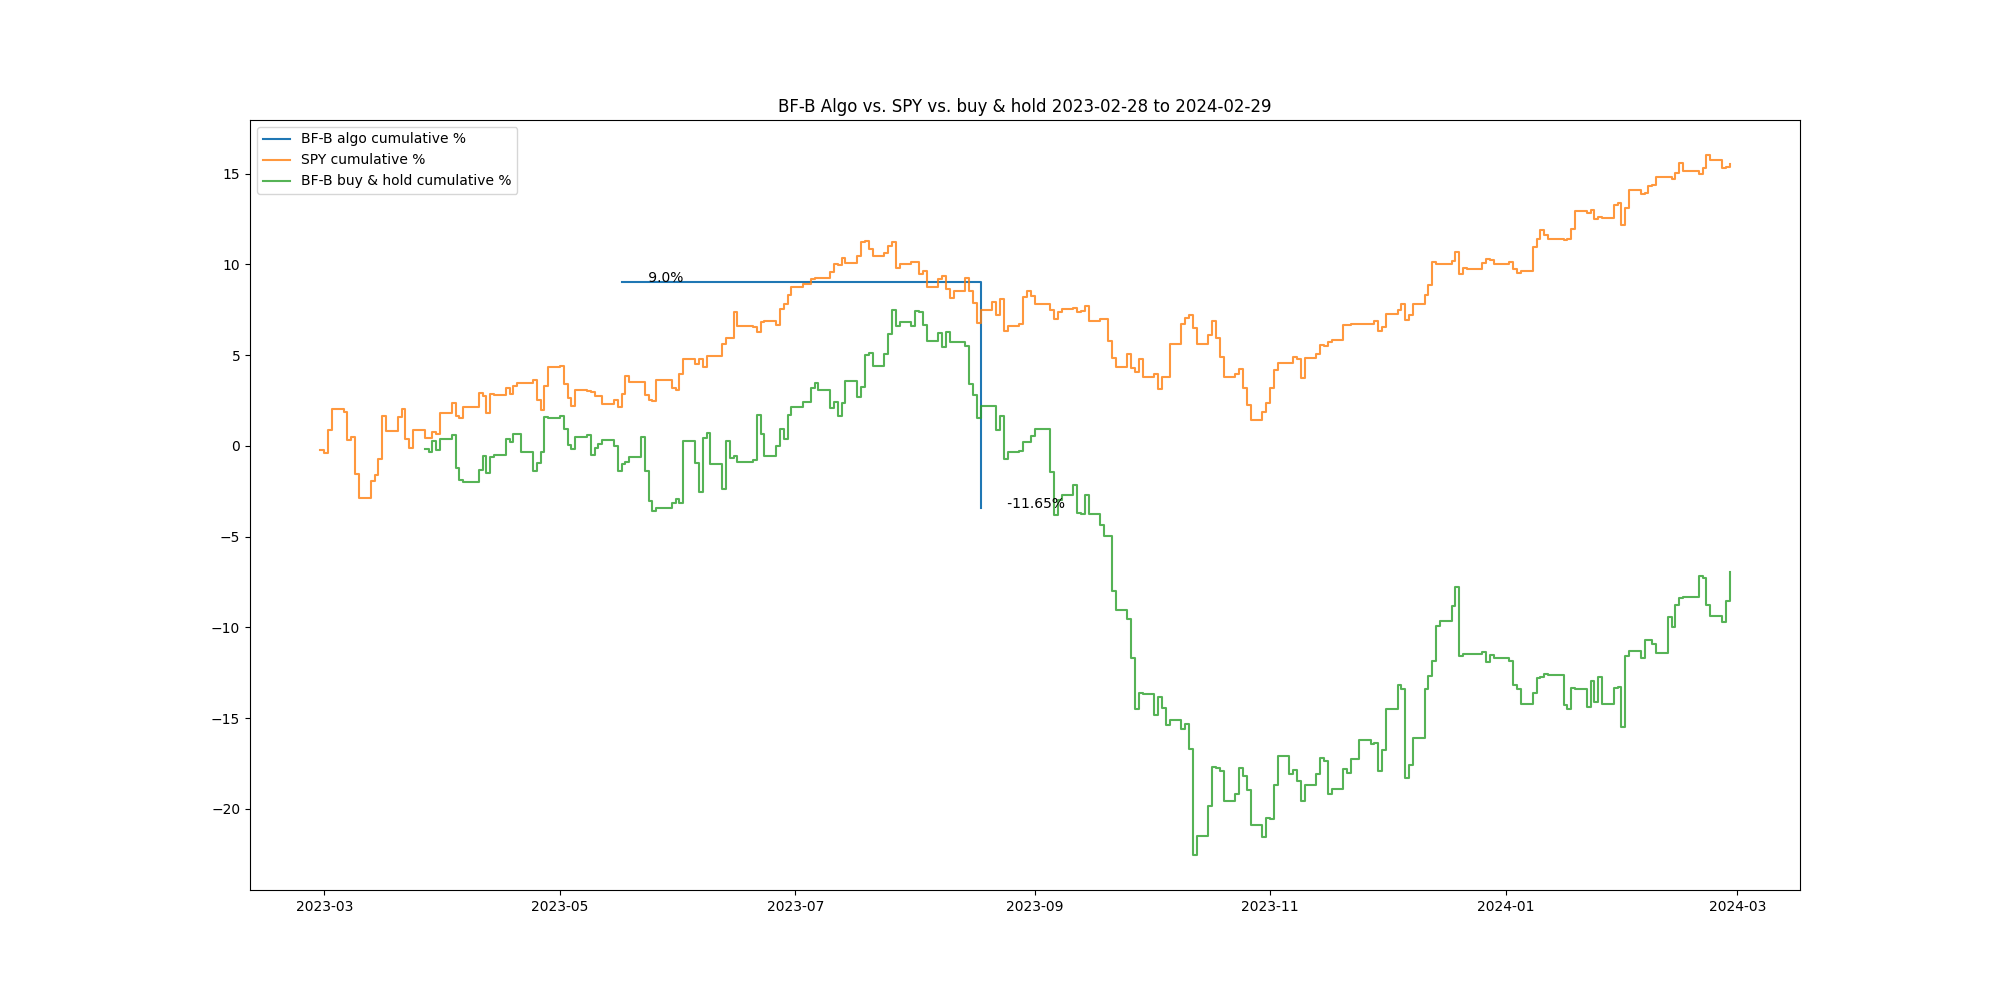 BF-B Algo vs. SPY vs. buy & hold 2023-02-28 to 2024-02-29
BF-B algo cumulative %
SPY cumulative %
BF-B buy & hold cumulative %
15
10
5
0
−5
−10
−15
−20
9.0%
-11.65%
2023-03 2023-05 2023-07 2023-09 2023-11 2024-01 2024-03